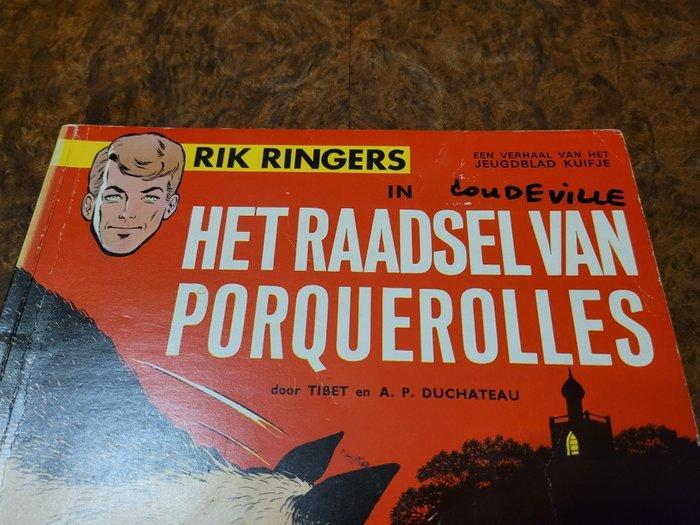 RIK RINGERS
EEN VERHAAL VAN HET
JEUGDBLAD KUIFJE
IN
COUDEVILLE
HET RAADSEL VAN
PORQUEROLLES
door TIBET en A. P. DUCHATEAU